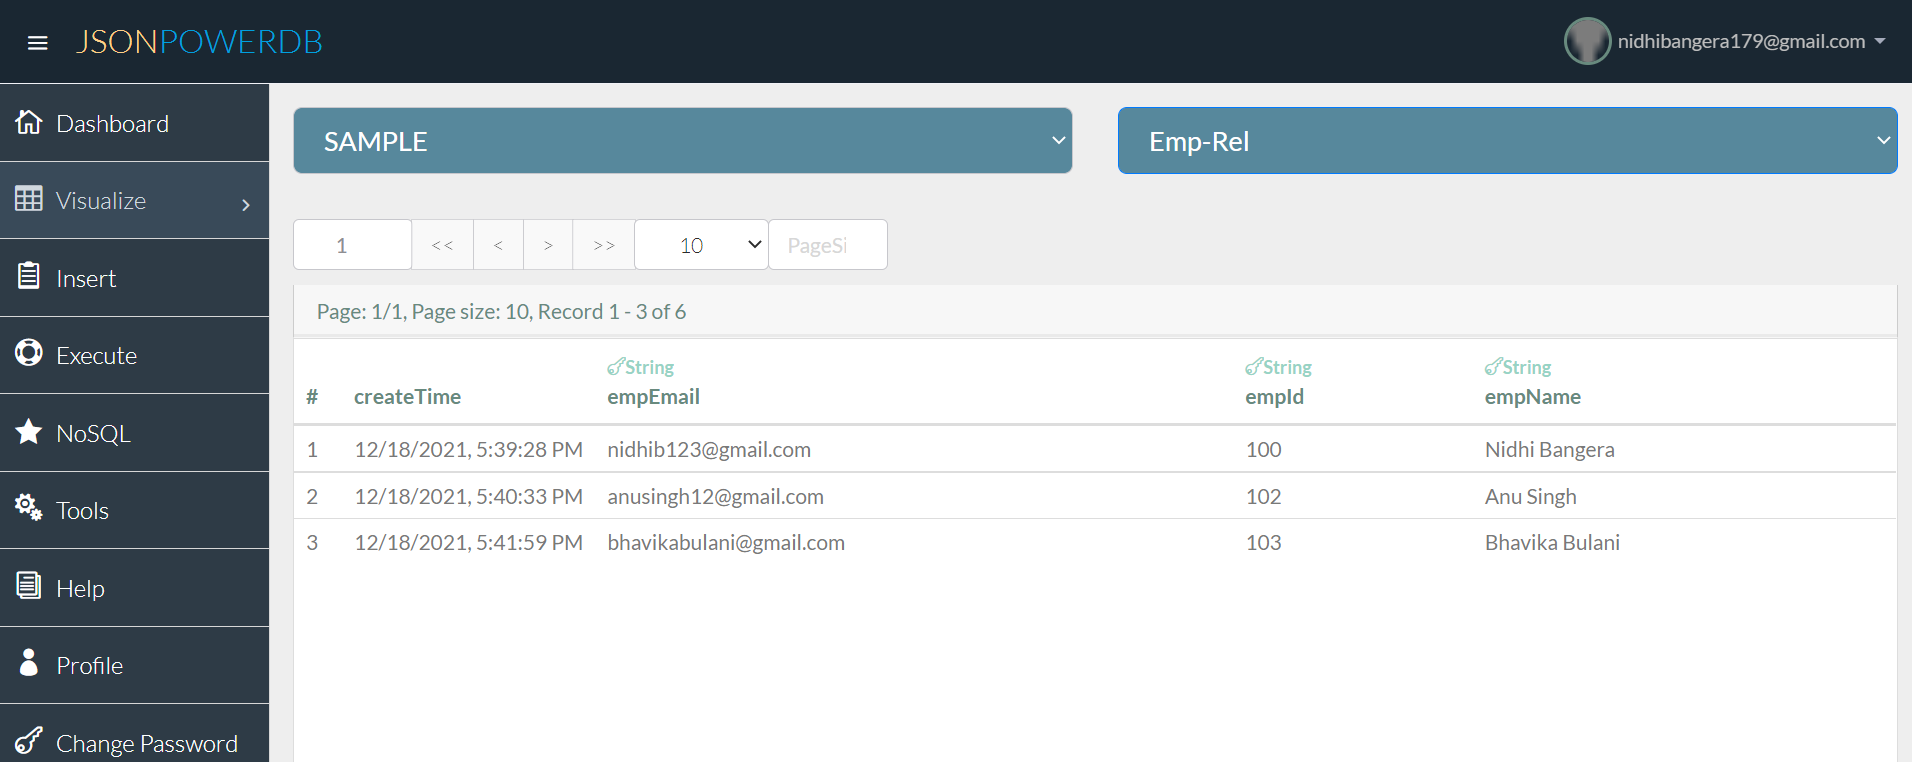 JSONPOWERDB
nidhibangera179@gmail.com
Dashboard
Visualize
Insert
Execute
NoSQL
Tools
Help
Profile
Change Password
SAMPLE
Emp-Rel
1 << < > >> 10 PageSi
Page: 1/1, Page size: 10, Record 1 - 3 of 6
String String String
# createTime empEmail empId empName
1 12/18/2021, 5:39:28 PM nidhib123@gmail.com 100 Nidhi Bangera
2 12/18/2021, 5:40:33 PM anusingh12@gmail.com 102 Anu Singh
3 12/18/2021, 5:41:59 PM bhavikabulani@gmail.com 103 Bhavika Bulani